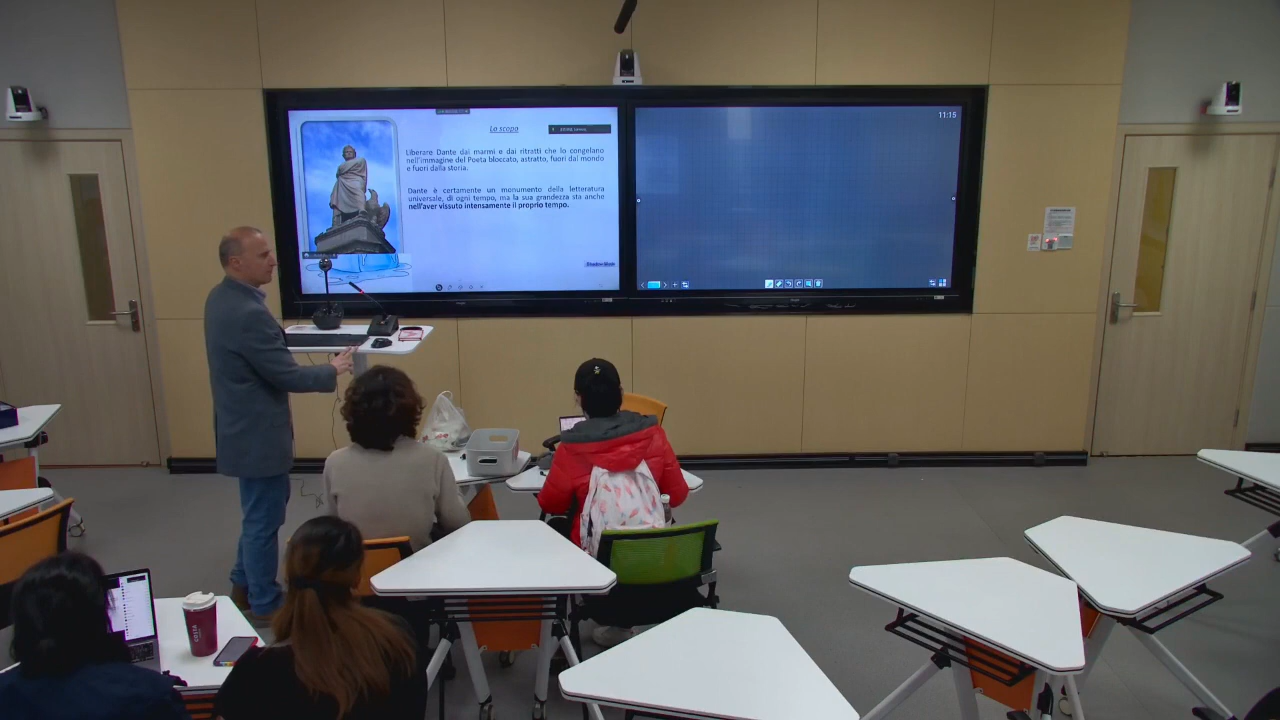 Lo scopo
11:15
Liberare Dante dai marmi e dai ritratti che lo congelano
nell'immagine del Poeta bloccato, astratto, fuori dal mondo
e fuori dalla storia.
Dante è certamente un monumento della letteratura
universale, di ogni tempo, ma la sua grandezza sta anche
nell'aver vissuto intensamente il proprio tempo.
COSTA